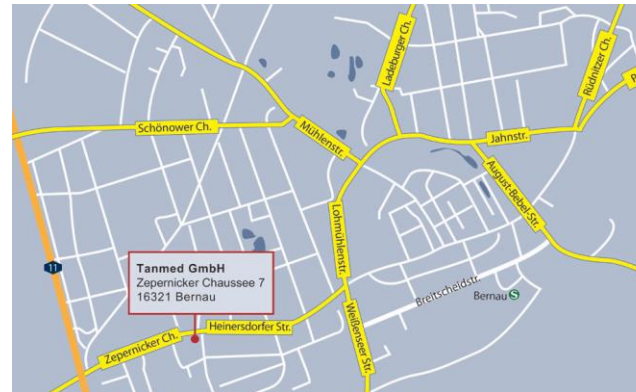 Ladeburger Ch.
Rüdnitzer Ch.
Schönower Ch.
Mühlenstr.
Jahnstr.
August-Bebel-Str.
Lohmühlenstr.
11
Tanmed GmbH
Zepernicker Chaussee 7
16321 Bernau
Breitscheidstr.
Bernau S
Heinersdorfer Str.
Weißenseer Str.
Zepernicker Ch.